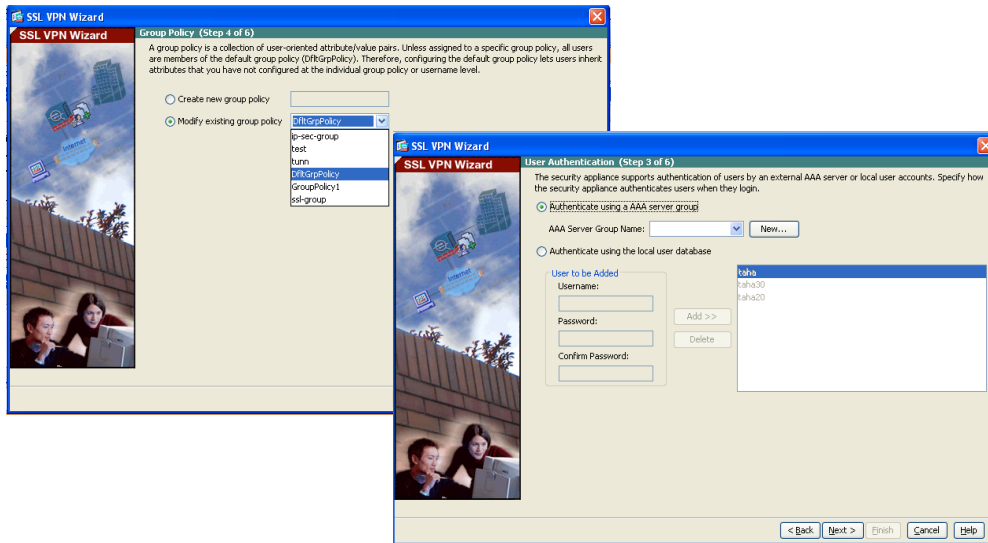 SSL VPN Wizard
SSL VPN Wizard
Group Policy (Step 4 of 6)
A group policy is a collection of user-oriented attribute/value pairs. Unless assigned to a specific group policy, all users
are members of the default group policy (DfltGrpPolicy). Therefore, configuring the default group policy lets users inherit
attributes that you have not configured at the individual group policy or username level.
Create new group policy
Modify existing group policy
DfltGrpPolicy
ip-sec-group
test
tunn
DfltGrpPolicy
GroupPolicy1
ssl-group
Internet
SSL VPN Wizard
SSL VPN Wizard
User Authentication (Step 3 of 6)
The security appliance supports authentication of users by an external AAA server or local user accounts. Specify how
the security appliance authenticates users when they login.
Authenticate using a AAA server group
AAA Server Group Name:
New...
Authenticate using the local user database
User to be Added
Username:
Password:
Confirm Password:
Add >>
Delete
taha
taha30
taha20
Internet
< Back
Next >
Finish
Cancel
Help